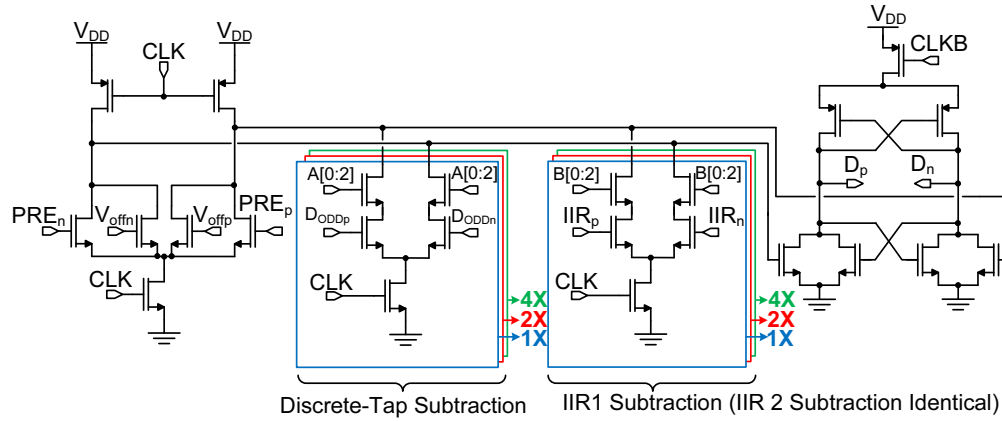 VDD
VDD
CLK
PREn
Voffn
Voffp
PREp
CLK
A[0:2]
A[0:2]
DODDp
DODDn
CLK
4X
2X
1X
Discrete-Tap Subtraction
B[0:2]
B[0:2]
IIRp
IIRn
CLK
4X
2X
1X
IIR1 Subtraction (IIR 2 Subtraction Identical)
VDD
CLKB
Dp
Dn